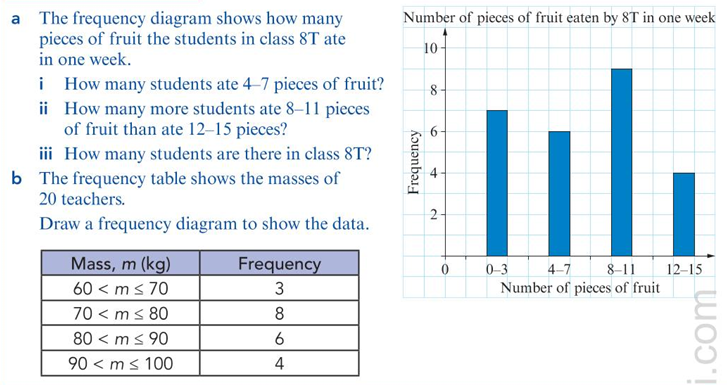 a The frequency diagram shows how many
pieces of fruit the students in class 8T ate
in one week.
i How many students ate 4–7 pieces of fruit?
ii How many more students ate 8–11 pieces
of fruit than ate 12–15 pieces?
iii How many students are there in class 8T?
b The frequency table shows the masses of
20 teachers.
Draw a frequency diagram to show the data.
Mass, m (kg) Frequency
60 < m ≤ 70 3
70 < m ≤ 80 8
80 < m ≤ 90 6
90 < m ≤ 100 4
Number of pieces of fruit eaten by 8T in one week
10
8
6
4
2
Frequency
0 0–3 4–7 8–11 12–15
Number of pieces of fruit
i.com